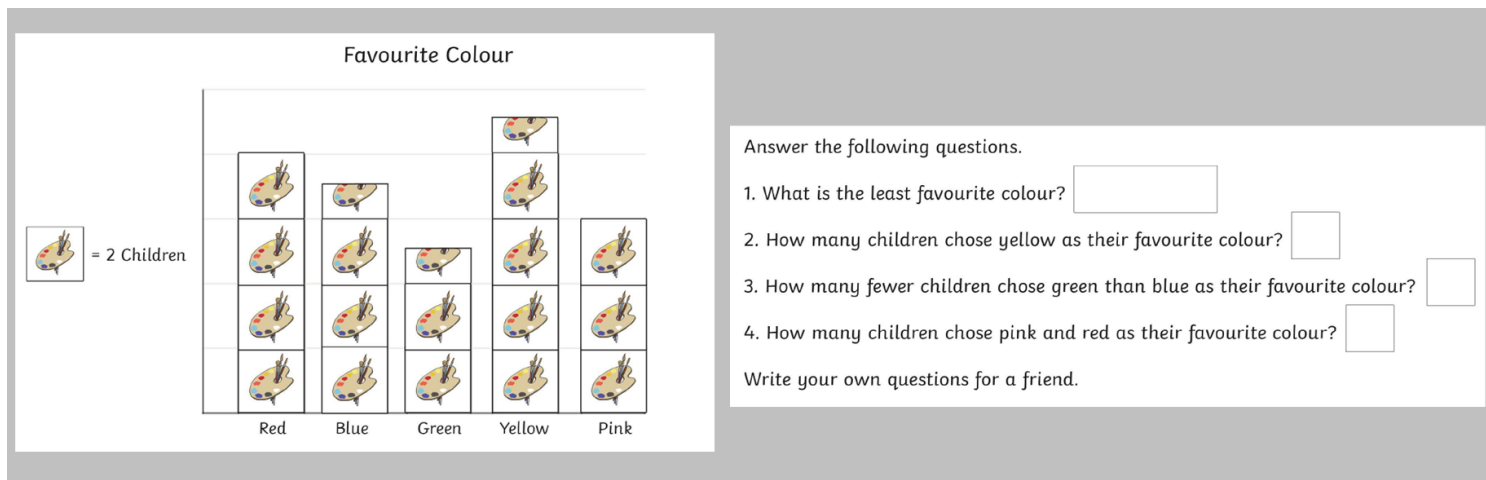 Favourite Colour
= 2 Children
Red Blue Green Yellow Pink
Answer the following questions.
1. What is the least favourite colour?
2. How many children chose yellow as their favourite colour?
3. How many fewer children chose green than blue as their favourite colour?
4. How many children chose pink and red as their favourite colour?
Write your own questions for a friend.